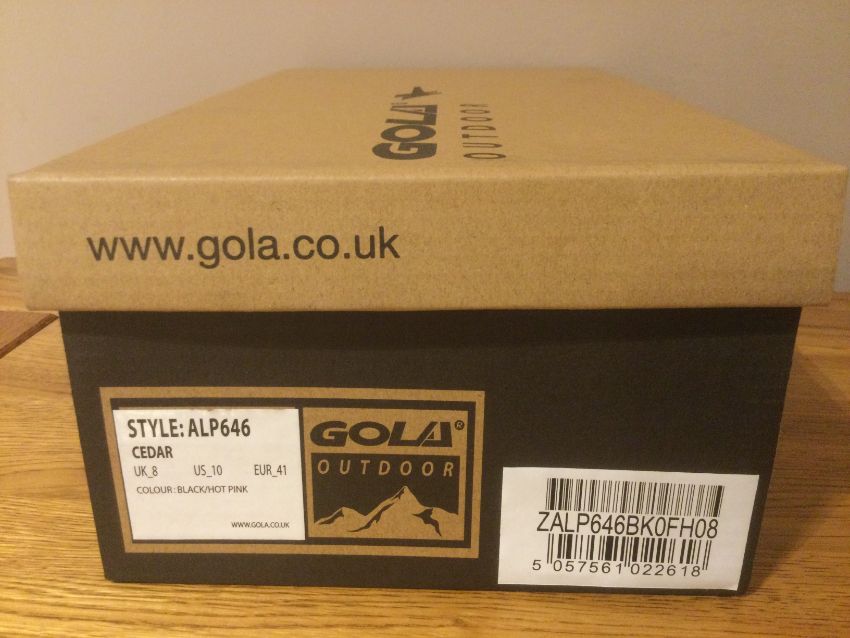 GOLA
OUTDOOR
www.gola.co.uk
STYLE: ALP646
CEDAR
UK_8 US_10 EUR_41
COLOUR : BLACK/HOT PINK
WWW.GOLA.CO.UK
GOLA®
OUTDOOR
ZALP646BK0FH08
5 057561 022618